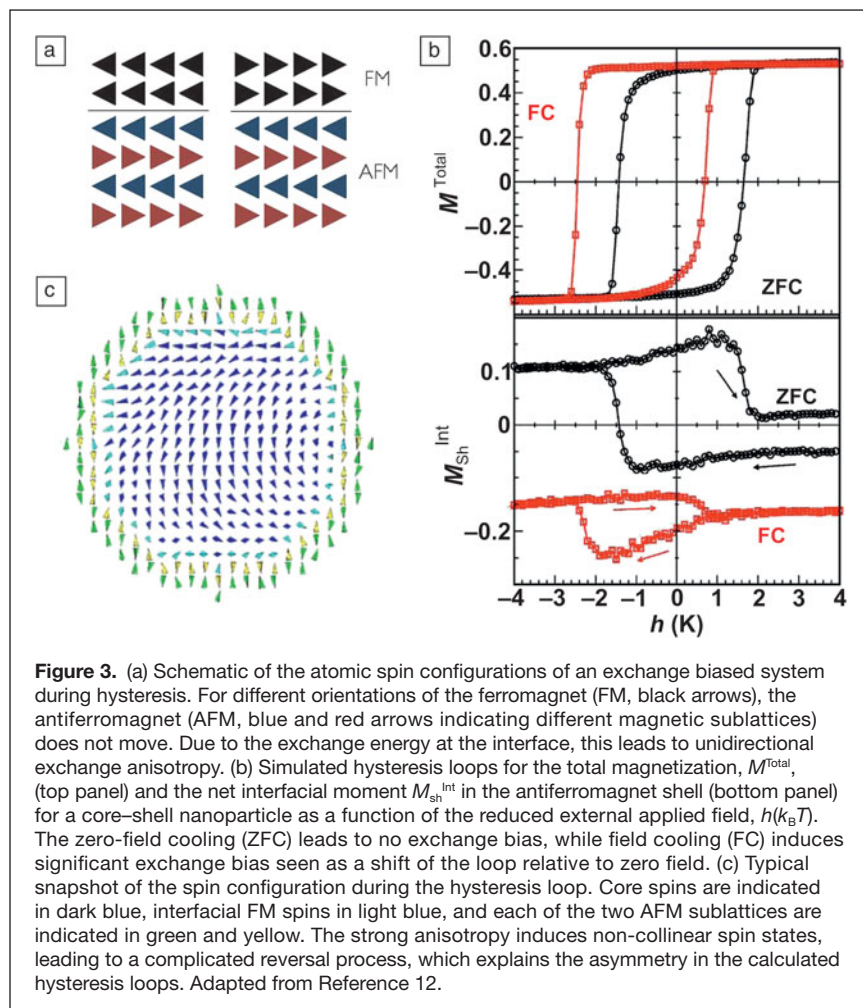 a
FM
AFM
b
0.6
0.4
0.2
0
−0.2
−0.4
M Total
FC
ZFC
0.1
0
−0.2
M Sh Int
ZFC
FC
−4 −3 −2 −1 0 1 2 3 4
h (K)
c
Figure 3. (a) Schematic of the atomic spin configurations of an exchange biased system
during hysteresis. For different orientations of the ferromagnet (FM, black arrows), the
antiferromagnet (AFM, blue and red arrows indicating different magnetic sublattices)
does not move. Due to the exchange energy at the interface, this leads to unidirectional
exchange anisotropy. (b) Simulated hysteresis loops for the total magnetization, M^Total,
(top panel) and the net interfacial moment M_sh^Int in the antiferromagnet shell (bottom panel)
for a core–shell nanoparticle as a function of the reduced external applied field, h(k_BT).
The zero-field cooling (ZFC) leads to no exchange bias, while field cooling (FC) induces
significant exchange bias seen as a shift of the loop relative to zero field. (c) Typical
snapshot of the spin configuration during the hysteresis loop. Core spins are indicated
in dark blue, interfacial FM spins in light blue, and each of the two AFM sublattices are
indicated in green and yellow. The strong anisotropy induces non-collinear spin states,
leading to a complicated reversal process, which explains the asymmetry in the calculated
hysteresis loops. Adapted from Reference 12.